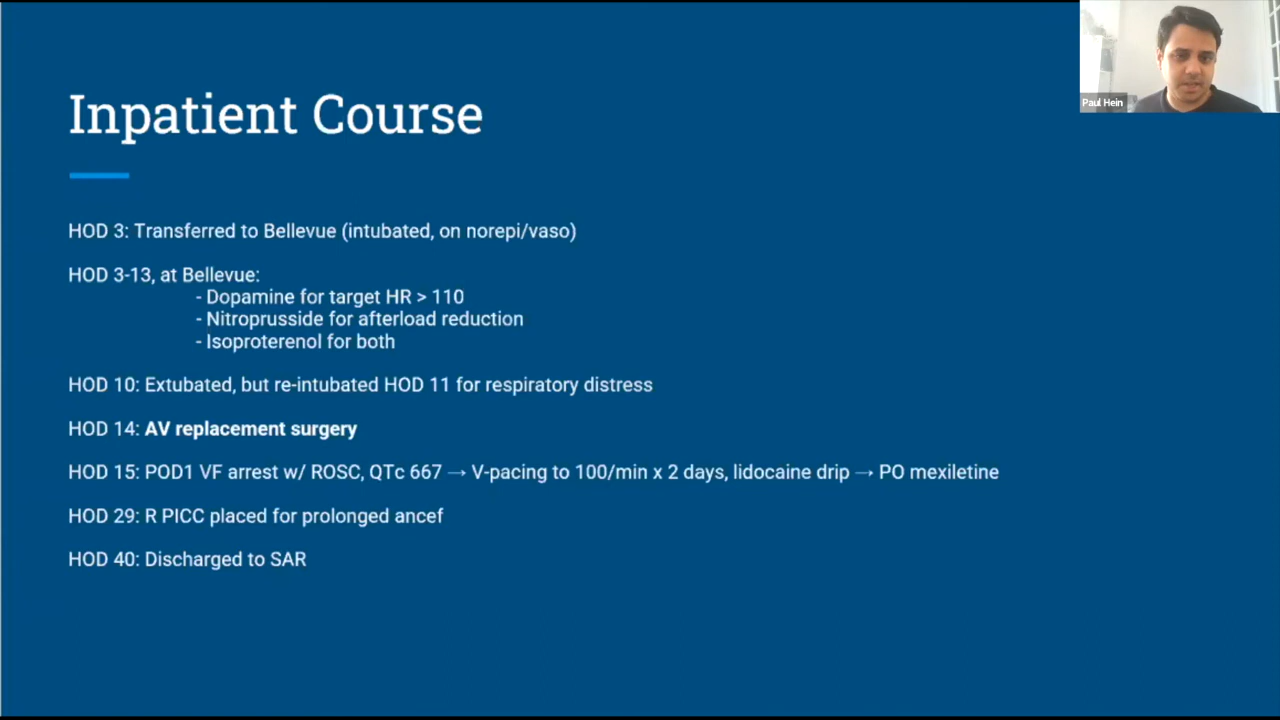 Paul Hein
Inpatient Course
HOD 3: Transferred to Bellevue (intubated, on norepi/vaso)
HOD 3-13, at Bellevue:
- Dopamine for target HR > 110
- Nitroprusside for afterload reduction
- Isoproterenol for both
HOD 10: Extubated, but re-intubated HOD 11 for respiratory distress
HOD 14: AV replacement surgery
HOD 15: POD1 VF arrest w/ ROSC, QTc 667 → V-pacing to 100/min x 2 days, lidocaine drip → PO mexiletine
HOD 29: R PICC placed for prolonged ancef
HOD 40: Discharged to SAR